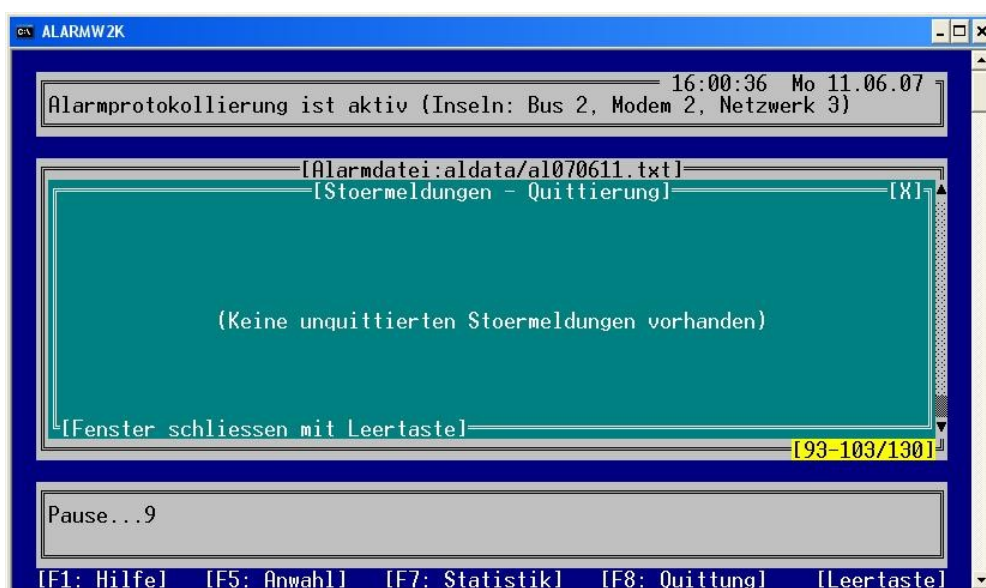 ALARMW2K
16:00:36 Mo 11.06.07
Alarmprotokollierung ist aktiv (Inseln: Bus 2, Modem 2, Netzwerk 3)
[Alarmdatei:aldata/al070611.txt]
[Stoermeldungen - Quittierung] [X]
(Keine unquittierten Stoermeldungen vorhanden)
[Fenster schliessen mit Leertaste]
[93-103/130]
Pause...9
[F1: Hilfe] [F5: Anwahl] [F7: Statistik] [F8: Quittung] [Leertaste]